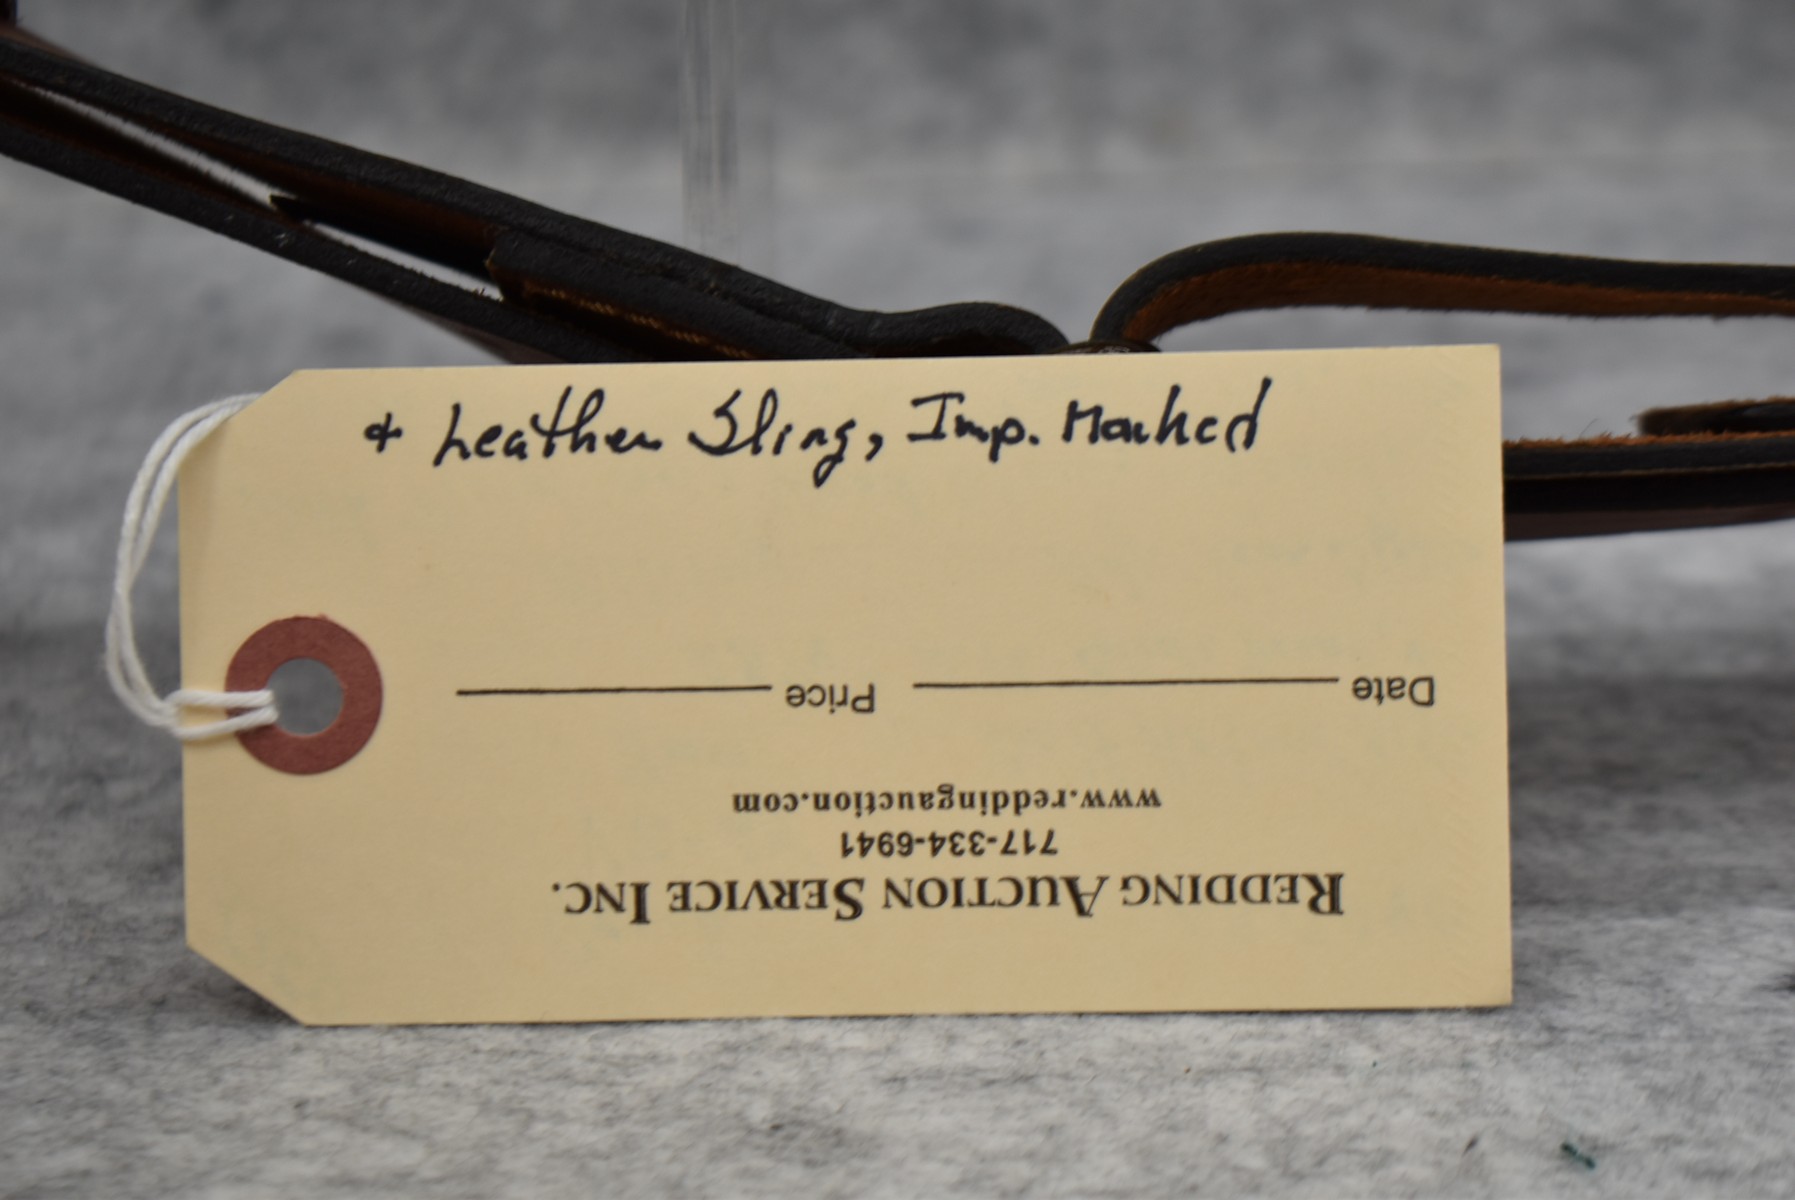 + Leather Sling, Imp. Marked
REDDING AUCTION SERVICE INC.
717-334-6941
www.reddingauction.com
Date Price